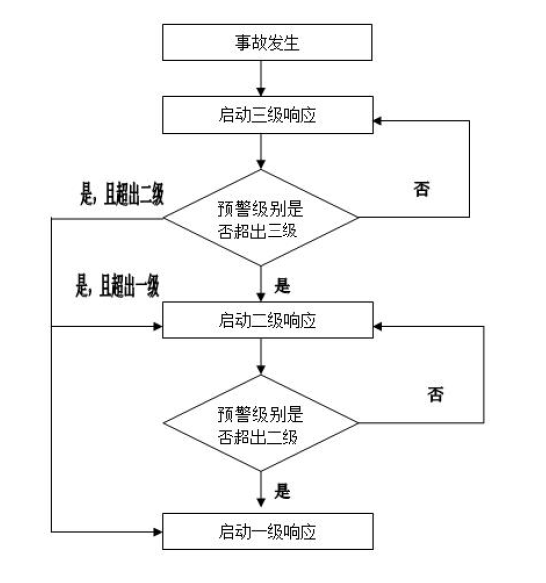 事故发生
启动三级响应
是，且超出二级
否
预警级别是
否超出三级
是，且超出一级
是
启动二级响应
否
预警级别是
否超出二级
是
启动一级响应